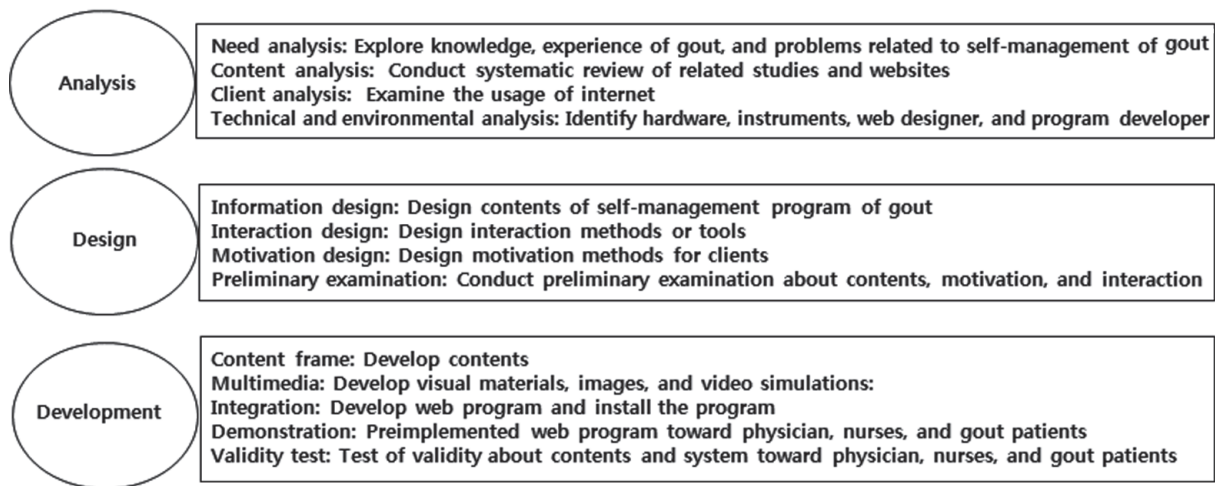 Analysis
Need analysis: Explore knowledge, experience of gout, and problems related to self-management of gout
Content analysis: Conduct systematic review of related studies and websites
Client analysis: Examine the usage of internet
Technical and environmental analysis: Identify hardware, instruments, web designer, and program developer
Design
Information design: Design contents of self-management program of gout
Interaction design: Design interaction methods or tools
Motivation design: Design motivation methods for clients
Preliminary examination: Conduct preliminary examination about contents, motivation, and interaction
Development
Content frame: Develop contents
Multimedia: Develop visual materials, images, and video simulations:
Integration: Develop web program and install the program
Demonstration: Preimplemented web program toward physician, nurses, and gout patients
Validity test: Test of validity about contents and system toward physician, nurses, and gout patients